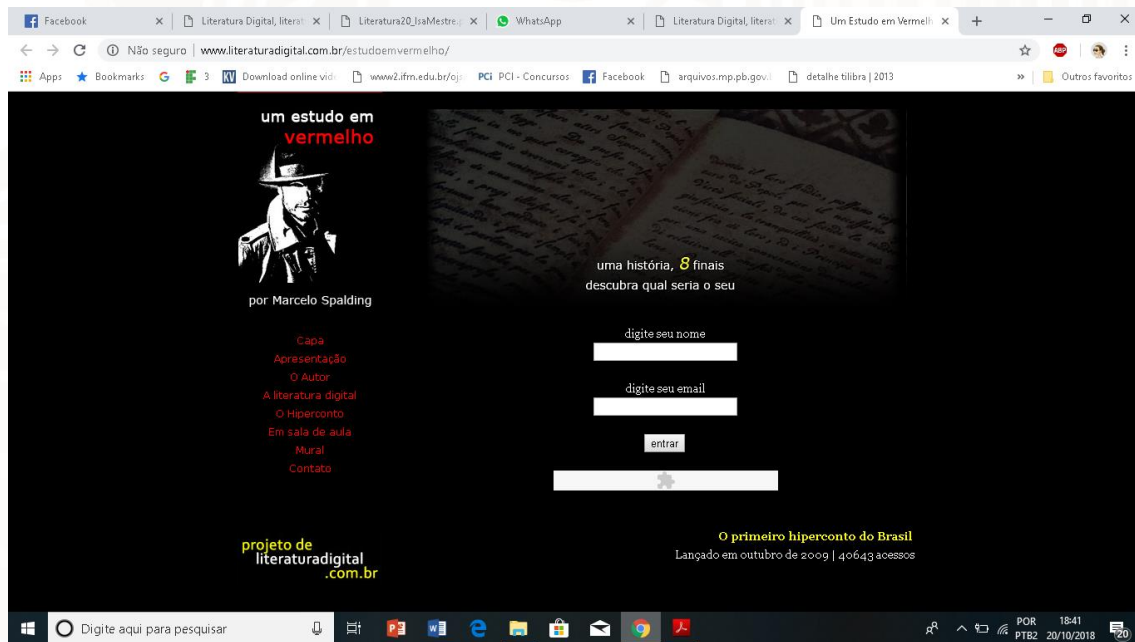 Facebook
Literatura Digital, literat
Literatura20_IsaMestre.p
WhatsApp
Literatura Digital, literat
Um Estudo em Vermelh
Não seguro | www.literaturadigital.com.br/estudoemvermelho/
ABP
Apps
Bookmarks
3
Download online vid
www2.ifrn.edu.br/ojs
PCi PCI - Concursos
Facebook
arquivos.mp.pb.gov.
detalhe tilibra | 2013
Outros favoritos
um estudo em
vermelho
por Marcelo Spalding
Capa
Apresentação
O Autor
A literatura digital
O Hiperconto
Em sala de aula
Mural
Contato
projeto de
literaturadigital
.com.br
uma história, 8 finais
descubra qual seria o seu
digite seu nome
digite seu email
entrar
O primeiro hiperconto do Brasil
Lançado em outubro de 2009 | 40643 acessos
Digite aqui para pesquisar
POR
PTB2
18:41
20/10/2018
20